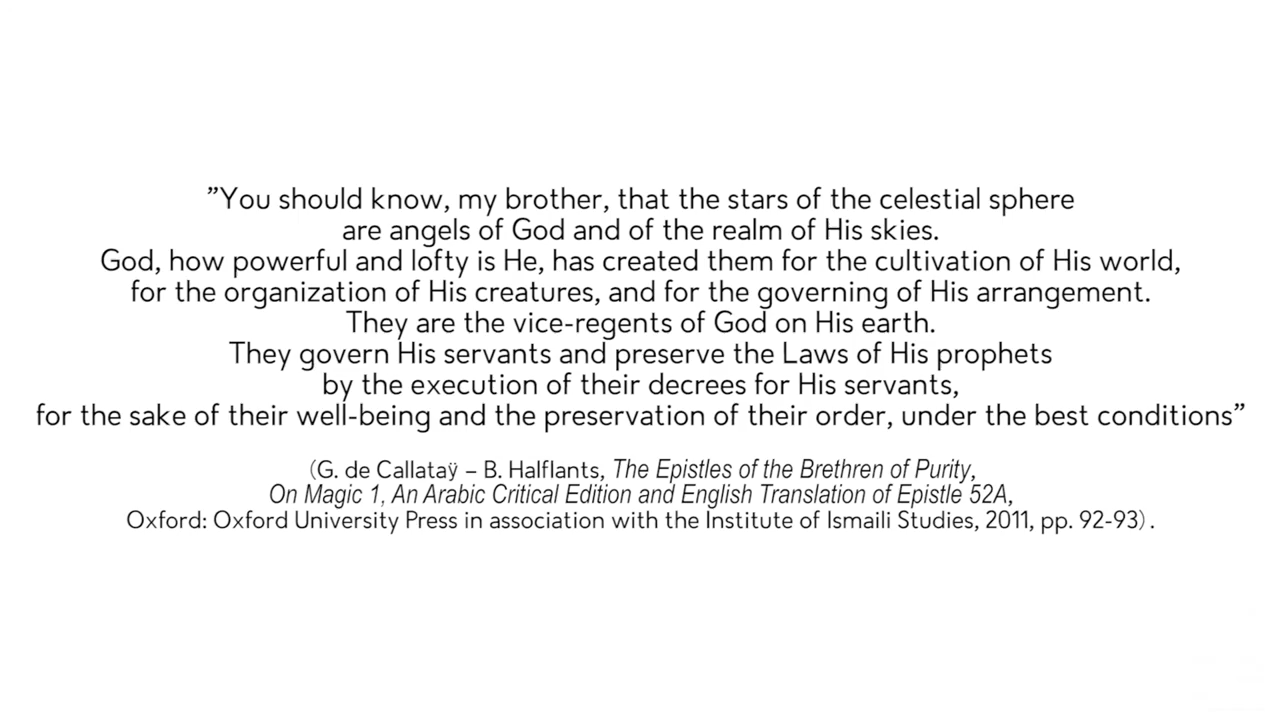 ”You should know, my brother, that the stars of the celestial sphere
are angels of God and of the realm of His skies.
God, how powerful and lofty is He, has created them for the cultivation of His world,
for the organization of His creatures, and for the governing of His arrangement.
They are the vice-regents of God on His earth.
They govern His servants and preserve the Laws of His prophets
by the execution of their decrees for His servants,
for the sake of their well-being and the preservation of their order, under the best conditions”
(G. de Callataÿ – B. Halflants, The Epistles of the Brethren of Purity,
On Magic 1, An Arabic Critical Edition and English Translation of Epistle 52A,
Oxford: Oxford University Press in association with the Institute of Ismaili Studies, 2011, pp. 92-93).